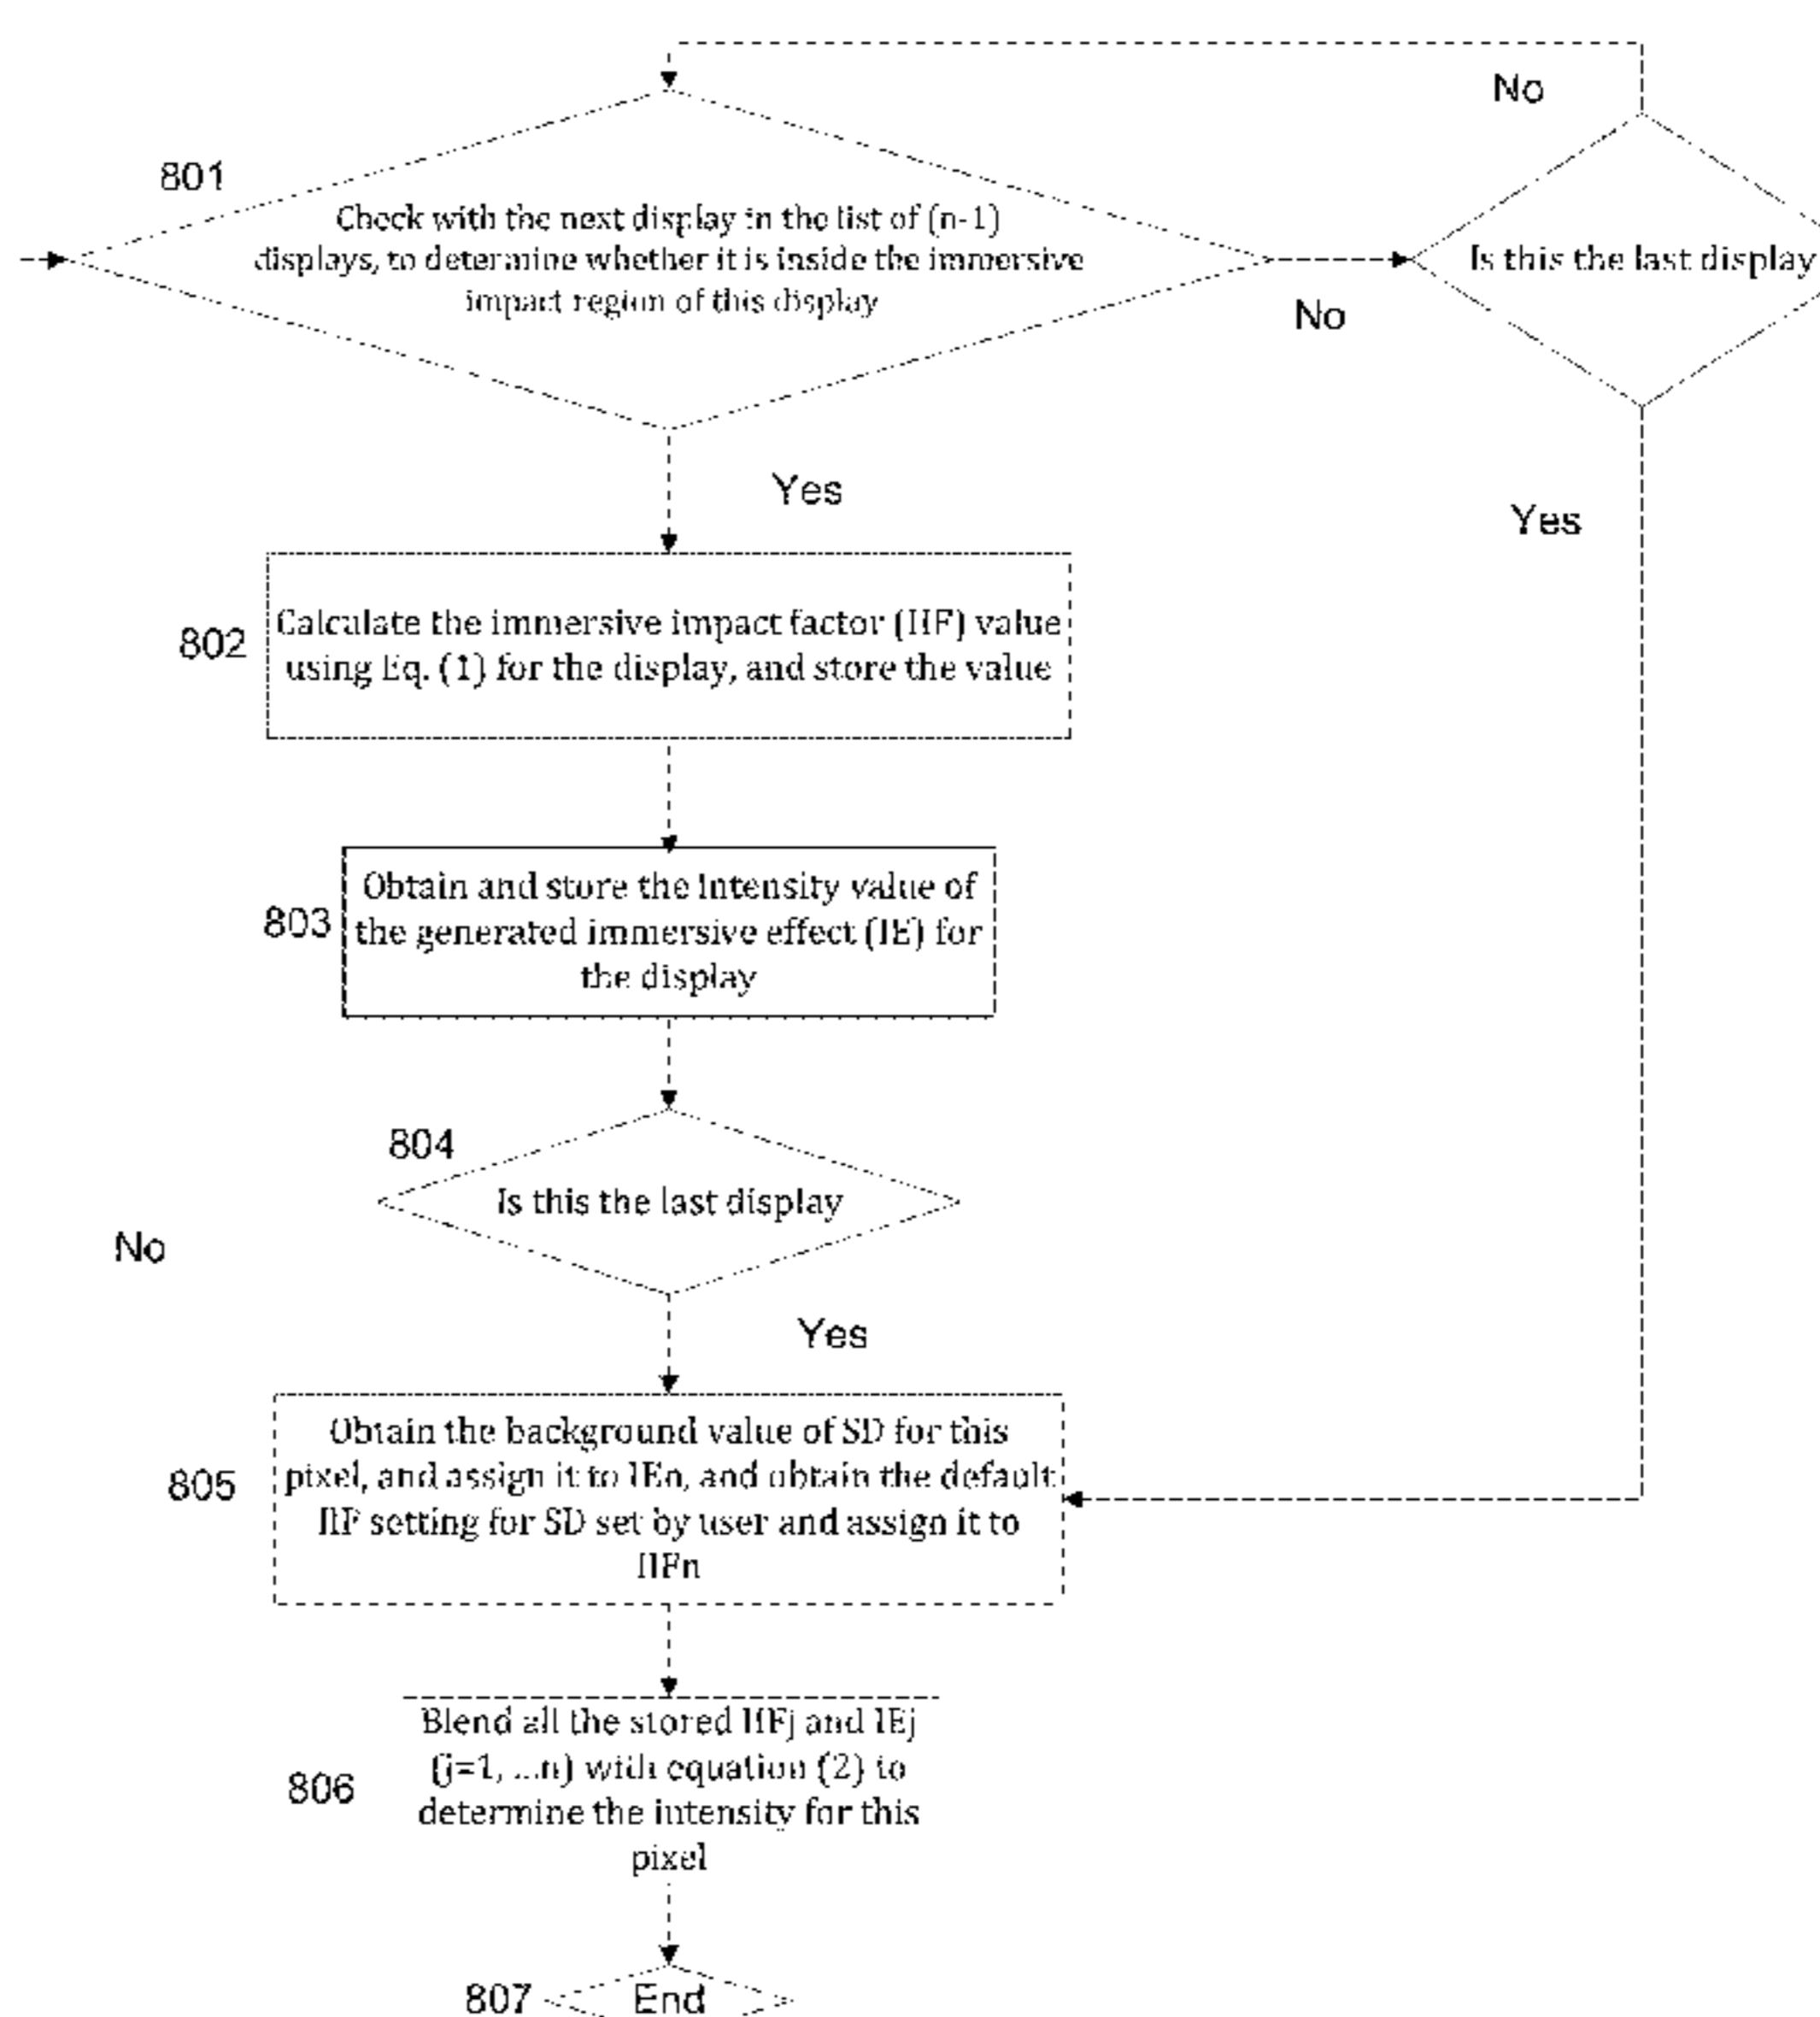 No
801
Check with the next display in the list of (n-1)
displays, to determine whether it is inside the immersive
impact region of this display
Is this the last display
No
Yes
Yes
802
Calculate the immersive impact factor (IIF) value
using Eq. (1) for the display, and store the value
803
Obtain and store the Intensity value of
the generated immersive effect (IE) for
the display
804
Is this the last display
No
Yes
805
Obtain the background value of SD for this
pixel, and assign it to IEn, and obtain the default
IIF setting for SD set by user and assign it to
IIFn
806
Blend all the stored IIFj and IEj
(j=1, ...n) with equation (2) to
determine the intensity for this
pixel
807
End